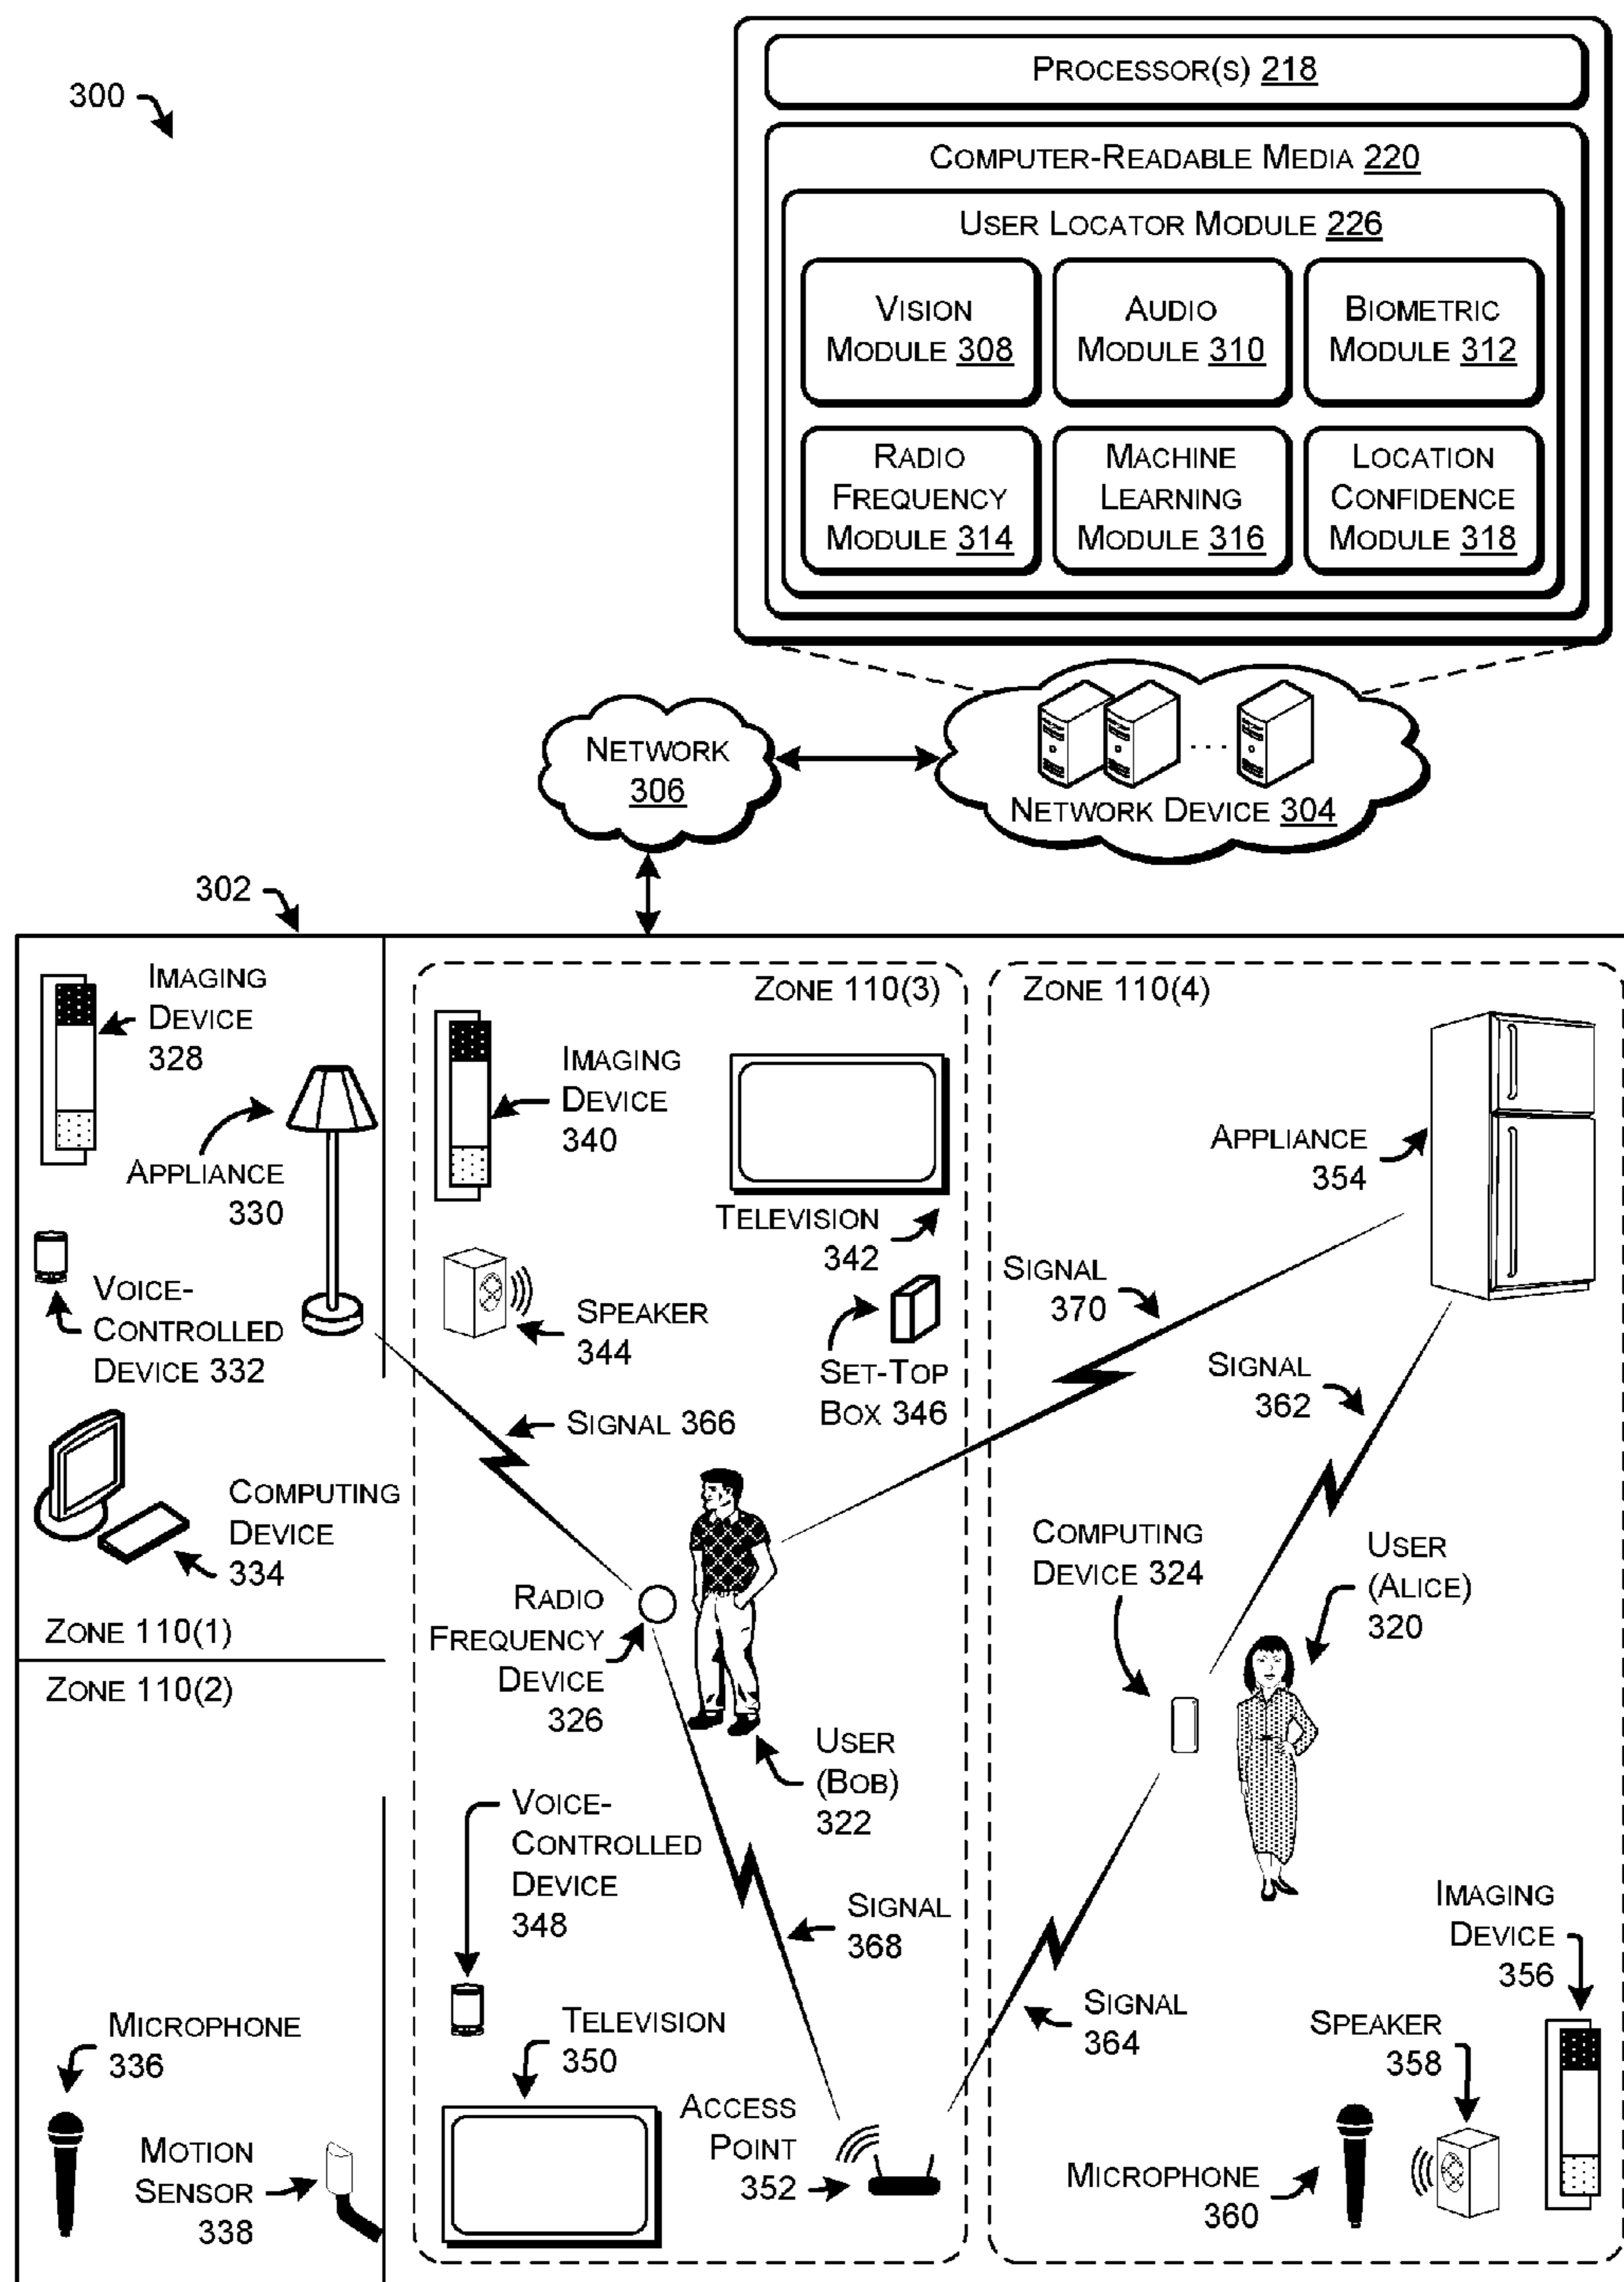 300
PROCESSOR(S) 218
COMPUTER-READABLE MEDIA 220
USER LOCATOR MODULE 226
VISION
MODULE 308
AUDIO
MODULE 310
BIOMETRIC
MODULE 312
RADIO
FREQUENCY
MODULE 314
MACHINE
LEARNING
MODULE 316
LOCATION
CONFIDENCE
MODULE 318
NETWORK
306
NETWORK DEVICE 304
302
IMAGING
DEVICE
328
APPLIANCE
330
VOICE-
CONTROLLED
DEVICE 332
COMPUTING
DEVICE
334
ZONE 110(1)
ZONE 110(2)
MICROPHONE
336
MOTION
SENSOR
338
ZONE 110(3)
IMAGING
DEVICE
340
TELEVISION
342
SPEAKER
344
SET-TOP
BOX 346
SIGNAL 366
RADIO
FREQUENCY
DEVICE
326
USER
(BOB)
322
VOICE-
CONTROLLED
DEVICE
348
SIGNAL
368
TELEVISION
350
ACCESS
POINT
352
ZONE 110(4)
APPLIANCE
354
SIGNAL
370
SIGNAL
362
COMPUTING
DEVICE 324
USER
(ALICE)
320
SIGNAL
364
IMAGING
DEVICE
356
SPEAKER
358
MICROPHONE
360